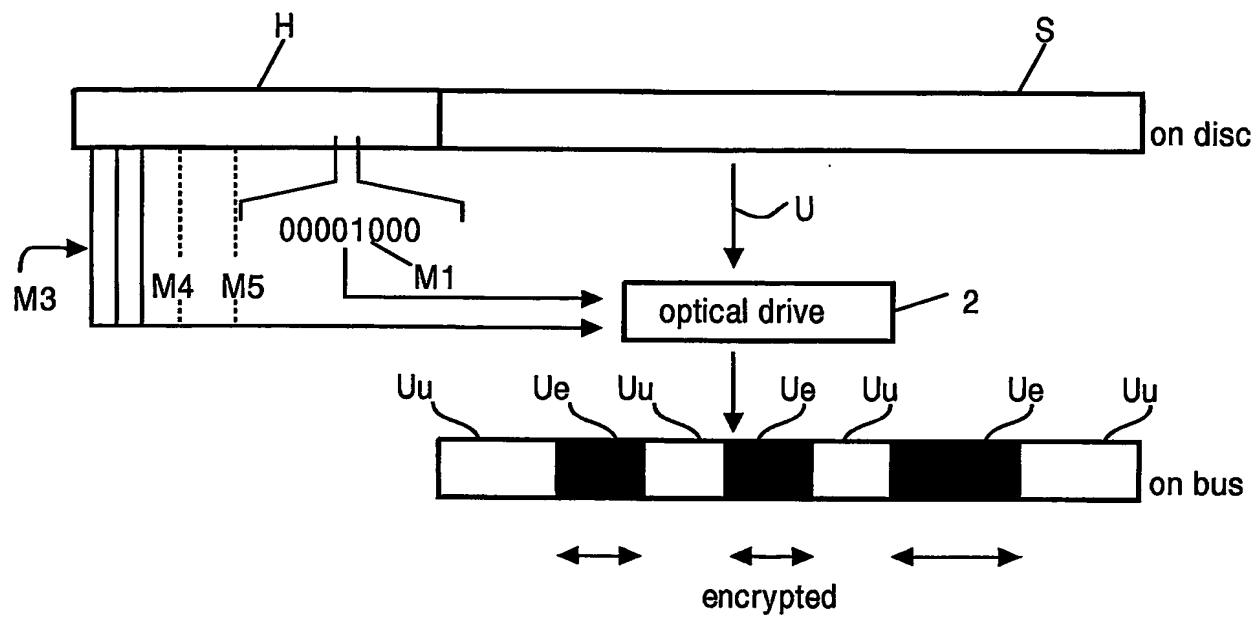 H
S
on disc
U
00001000
M1
M3
M4
M5
optical drive
2
Uu
Ue
Uu
Ue
Uu
Ue
Uu
on bus
encrypted